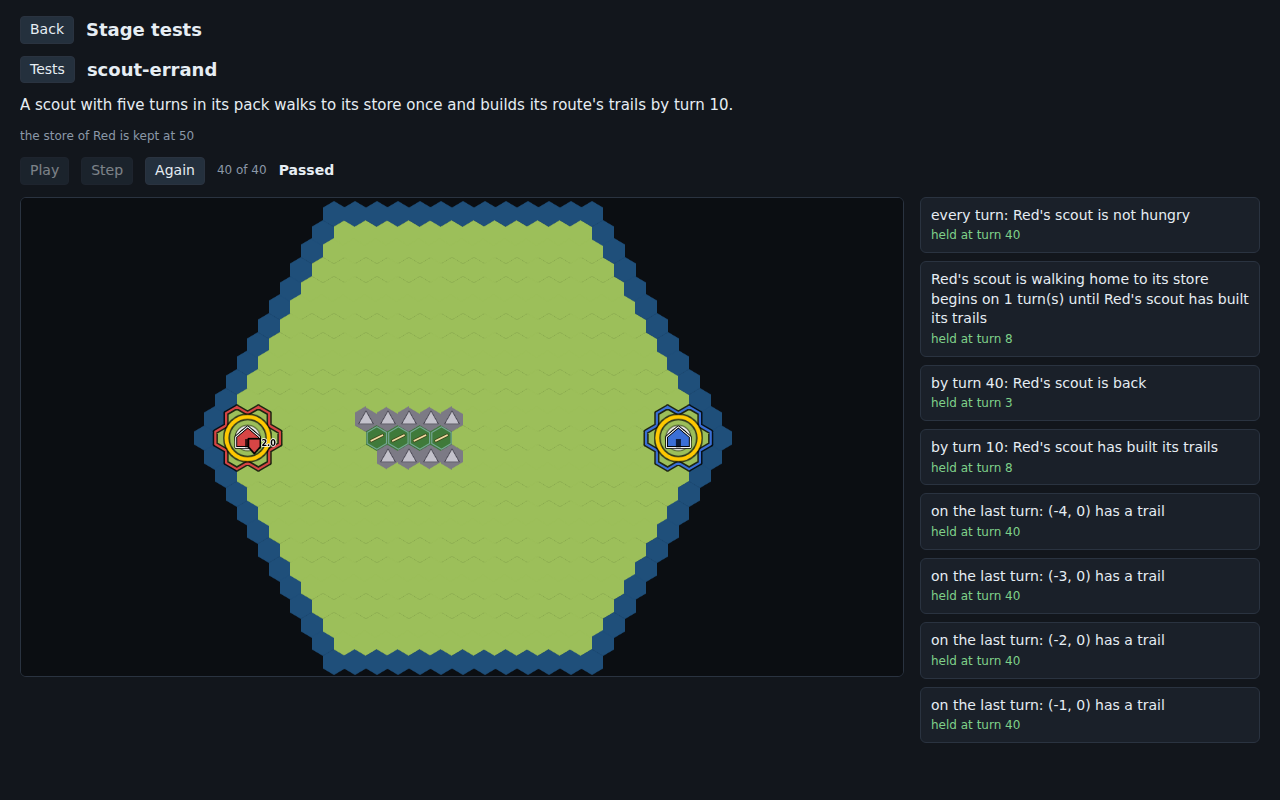 Back Stage tests
Tests scout-errand
A scout with five turns in its pack walks to its store once and builds its route's trails by turn 10.
the store of Red is kept at 50
Play Step Again 40 of 40 Passed
2.0
every turn: Red's scout is not hungry
held at turn 40
Red's scout is walking home to its store
begins on 1 turn(s) until Red's scout has built
its trails
held at turn 8
by turn 40: Red's scout is back
held at turn 3
by turn 10: Red's scout has built its trails
held at turn 8
on the last turn: (-4, 0) has a trail
held at turn 40
on the last turn: (-3, 0) has a trail
held at turn 40
on the last turn: (-2, 0) has a trail
held at turn 40
on the last turn: (-1, 0) has a trail
held at turn 40